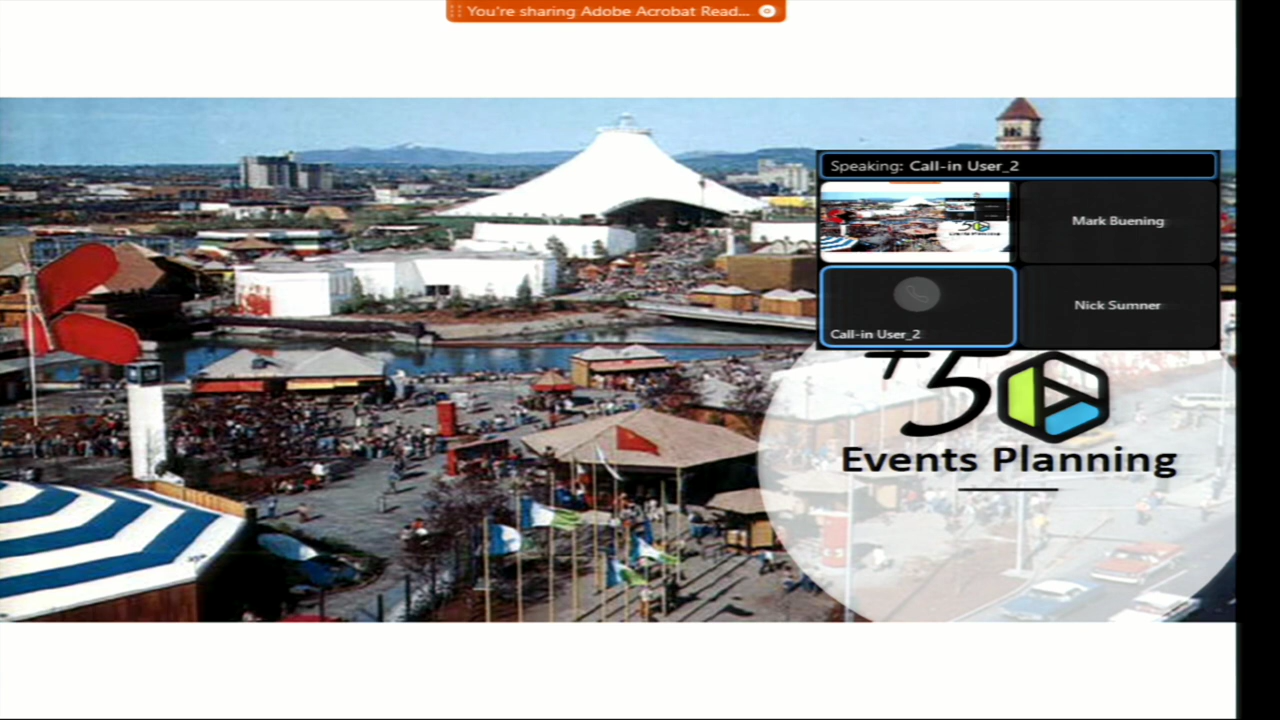 You're sharing Adobe Acrobat Read...
Speaking: Call-in User_2
Mark Buening
Call-in User_2
Nick Sumner
+50
Events Planning